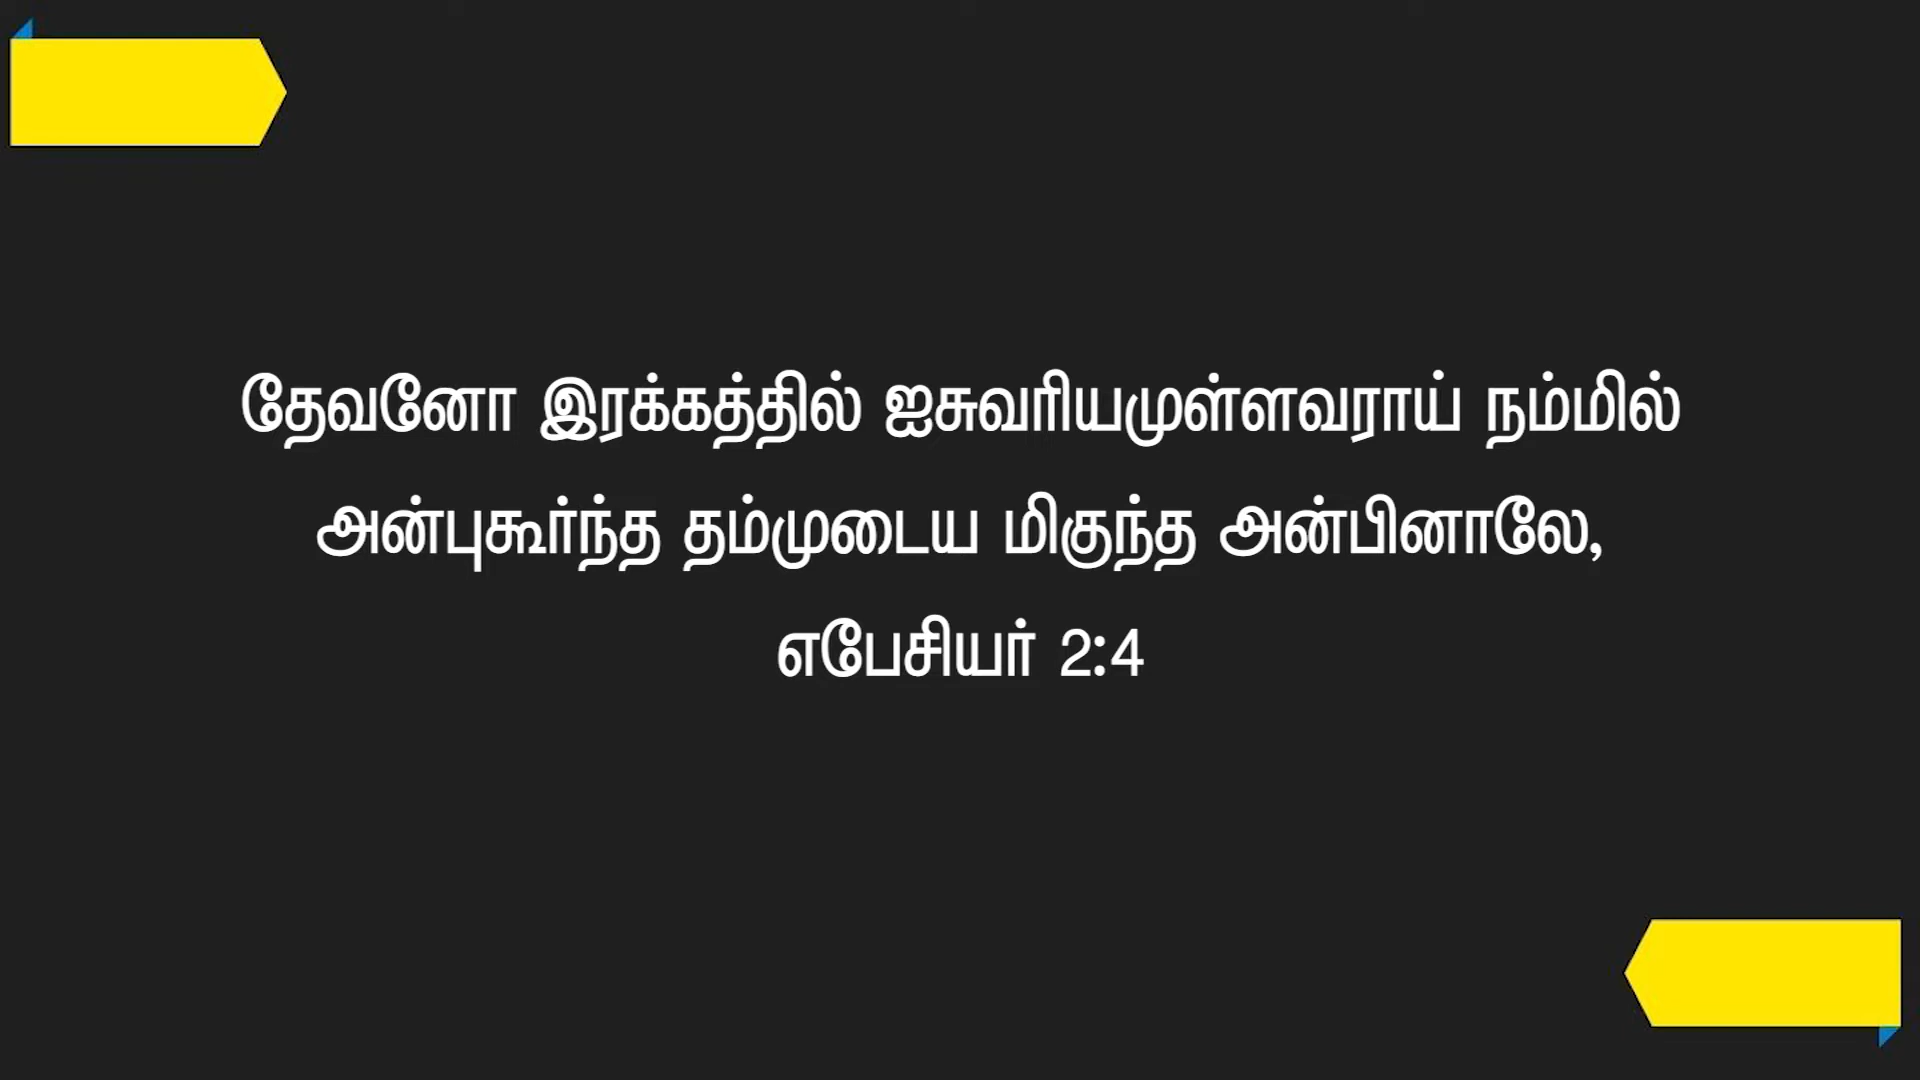 தேவனோ இரக்கத்தில் ஐசுவரியமுள்ளவராய் நம்மில்
அன்புகூர்ந்த தம்முடைய மிகுந்த அன்பினாலே,
எபேசியர் 2:4